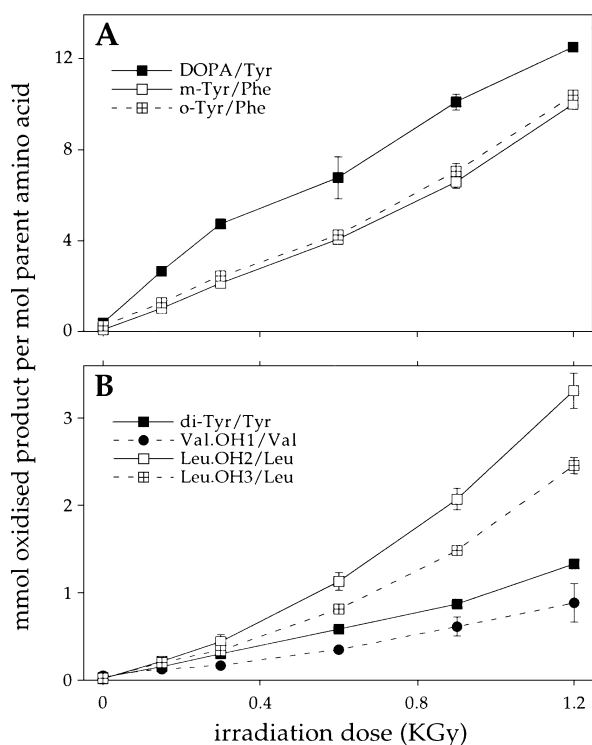 A
DOPA/Tyr
m-Tyr/Phe
o-Tyr/Phe
12
8
4
0
mmol oxidised product per mol parent amino acid
B
di-Tyr/Tyr
Val.OH1/Val
Leu.OH2/Leu
Leu.OH3/Leu
3
2
1
0
0 0.4 0.8 1.2
irradiation dose (KGy)